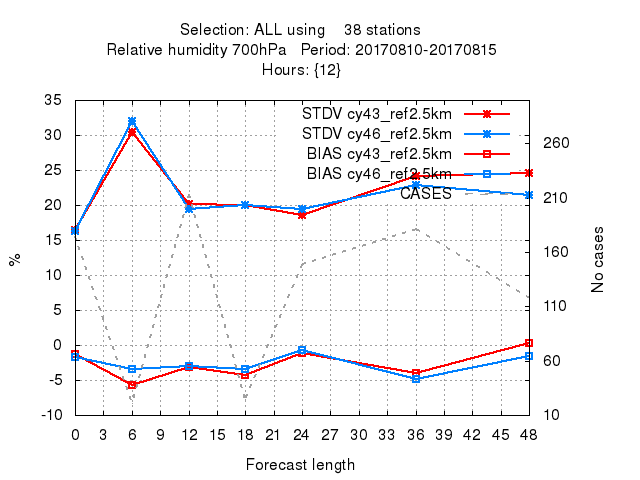 Selection: ALL using 38 stations
Relative humidity 700hPa Period: 20170810-20170815
Hours: {12}
35
30
25
20
15
10
5
0
-5
-10
%
STDV cy43_ref2.5km
STDV cy46_ref2.5km
BIAS cy43_ref2.5km
BIAS cy46_ref2.5km
CASES
260
210
160
110
60
10
No cases
0 3 6 9 12 15 18 21 24 27 30 33 36 39 42 45 48
Forecast length